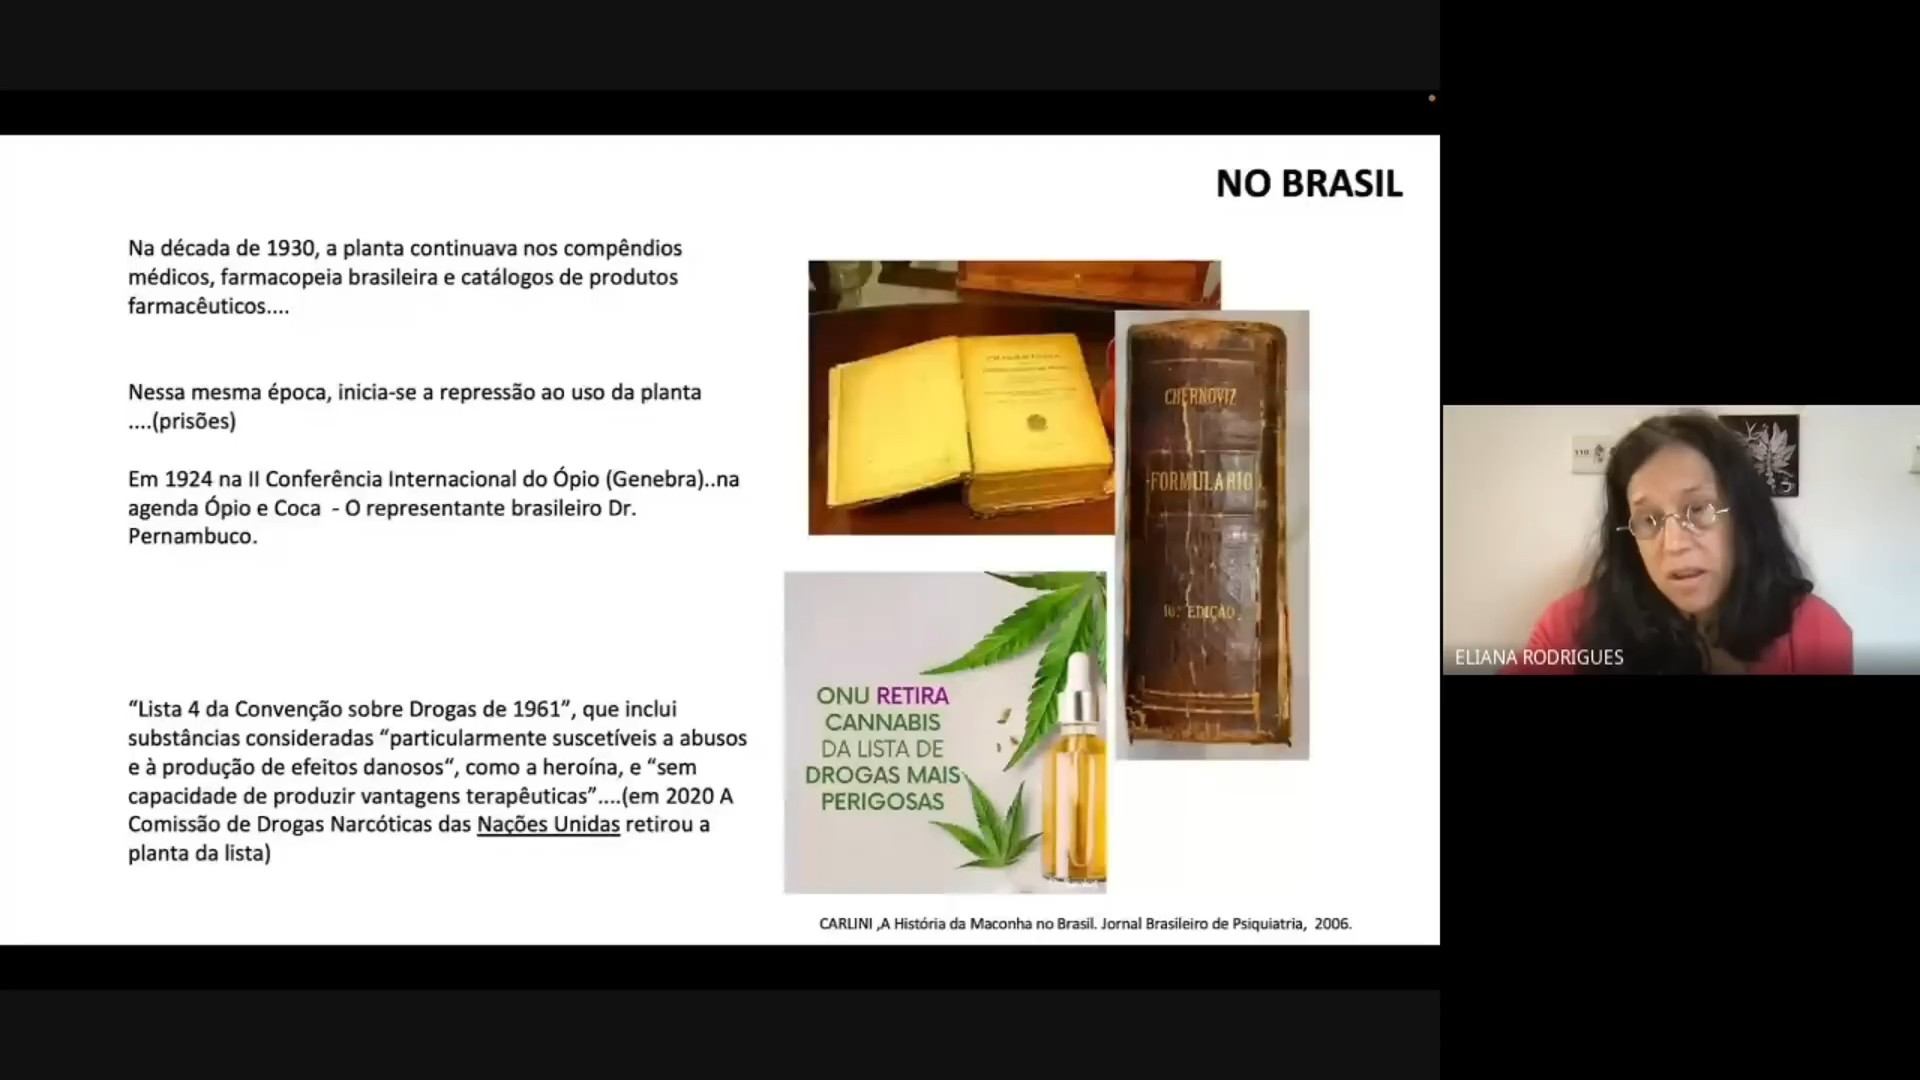 NO BRASIL
Na década de 1930, a planta continuava nos compêndios
médicos, farmacopeia brasileira e catálogos de produtos
farmacêuticos....
Nessa mesma época, inicia-se a repressão ao uso da planta
....(prisões)
Em 1924 na II Conferência Internacional do Ópio (Genebra)..na
agenda Ópio e Coca - O representante brasileiro Dr.
Pernambuco.
“Lista 4 da Convenção sobre Drogas de 1961”, que inclui
substâncias consideradas “particularmente suscetíveis a abusos
e à produção de efeitos danosos“, como a heroína, e “sem
capacidade de produzir vantagens terapêuticas”....(em 2020 A
Comissão de Drogas Narcóticas das Nações Unidas retirou a
planta da lista)
CHERNOVIZ
FORMULARIO
EDIÇÃO
ONU RETIRA
CANNABIS
DA LISTA DE
DROGAS MAIS
PERIGOSAS
CARLINI ,A História da Maconha no Brasil. Jornal Brasileiro de Psiquiatria, 2006.
ELIANA RODRIGUES